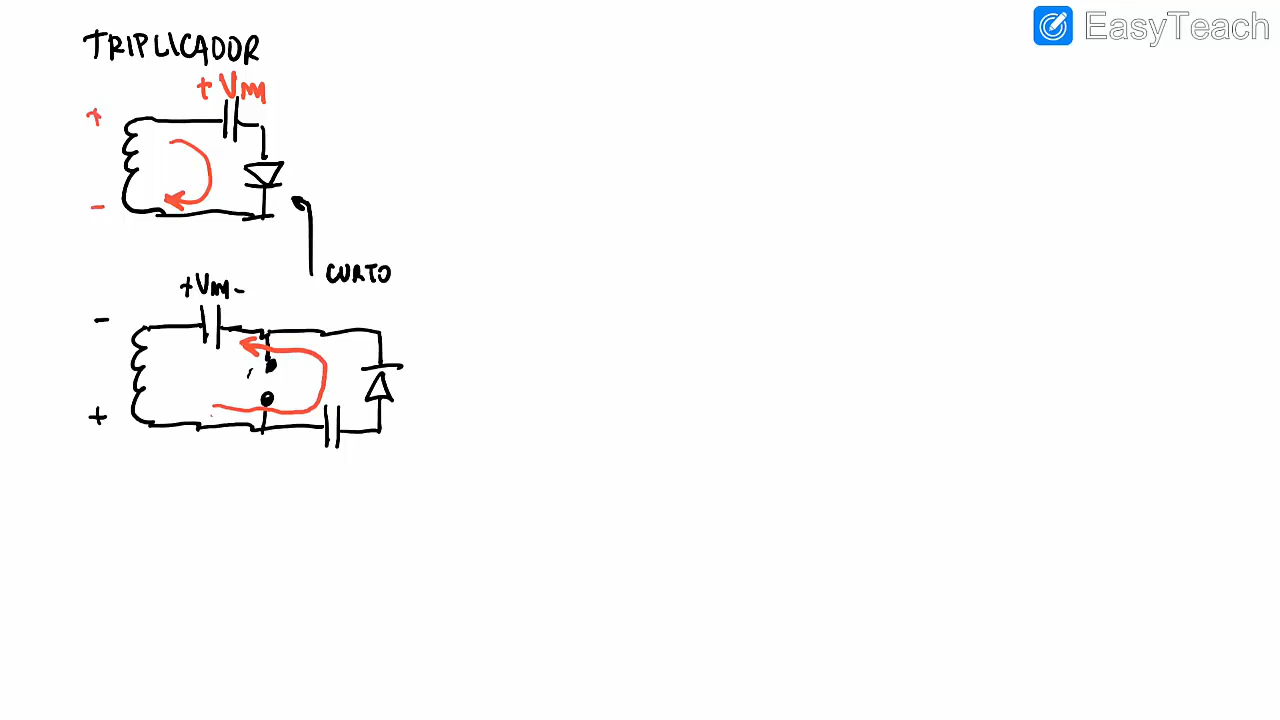 EasyTeach
TRIPLICADOR
+ Vm
+
-
CURTO
+Vm-
-
+